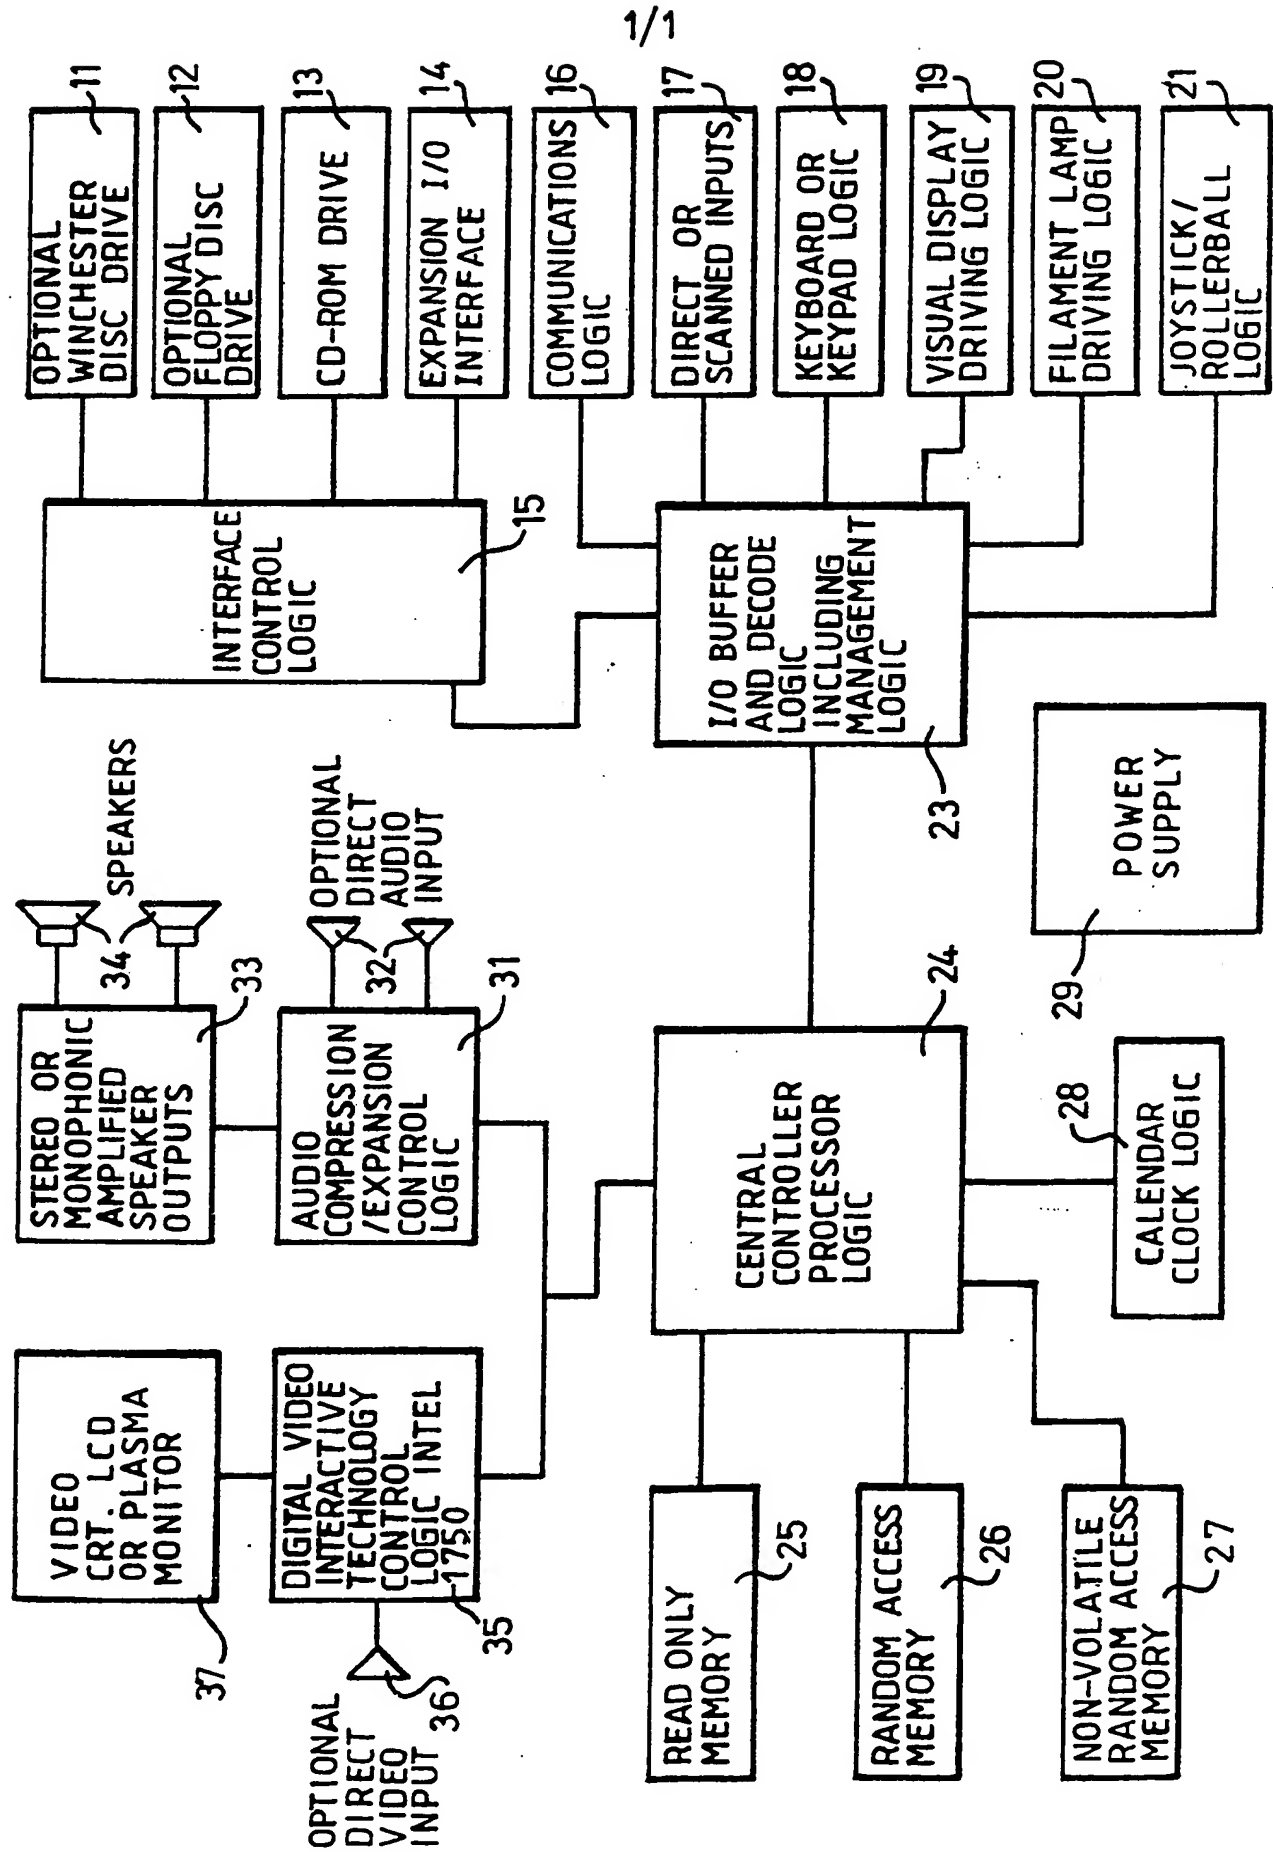 1/1
OPTIONAL
WINCHESTER
DISC DRIVE
11
OPTIONAL
FLOPPY DISC
DRIVE
12
CD-ROM DRIVE
13
EXPANSION I/O
INTERFACE
14
COMMUNICATIONS
LOGIC
16
DIRECT OR
SCANNED INPUTS
17
KEYBOARD OR
KEYPAD LOGIC
18
VISUAL DISPLAY
DRIVING LOGIC
19
FILAMENT LAMP
DRIVING LOGIC
20
JOYSTICK/
ROLLERBALL
LOGIC
21
INTERFACE
CONTROL
LOGIC
15
I/O BUFFER
AND DECODE
LOGIC
INCLUDING
MANAGEMENT
LOGIC
23
SPEAKERS
34
OPTIONAL
DIRECT
AUDIO
INPUT
32
STEREO OR
MONOPHONIC
AMPLIFIED
SPEAKER
OUTPUTS
33
AUDIO
COMPRESSION
/EXPANSION
CONTROL
LOGIC
31
CENTRAL
CONTROLLER
PROCESSOR
LOGIC
24
POWER
SUPPLY
29
CALENDAR
CLOCK LOGIC
28
VIDEO
CRT. LCD
OR PLASMA
MONITOR
37
DIGITAL VIDEO
INTERACTIVE
TECHNOLOGY
CONTROL
LOGIC INTEL
1750
35
OPTIONAL
DIRECT
VIDEO
INPUT
36
READ ONLY
MEMORY
25
RANDOM ACCESS
MEMORY
26
NON-VOLATILE
RANDOM ACCESS
MEMORY
27